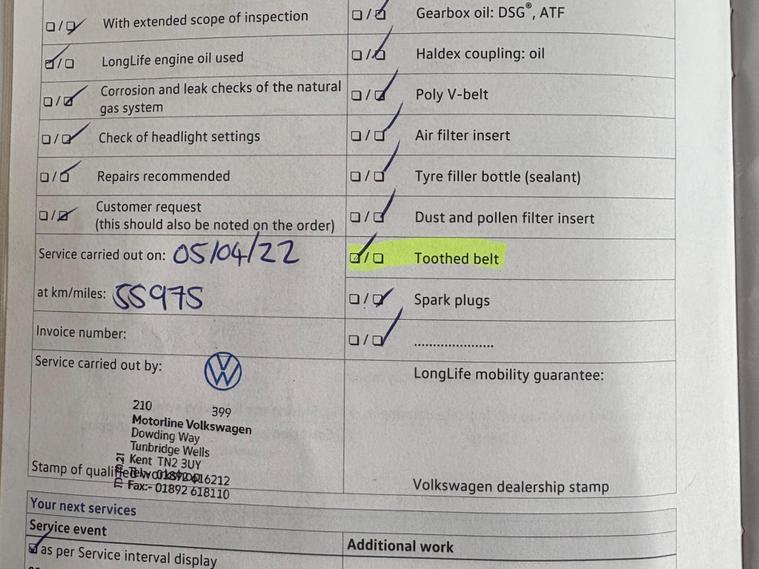 With extended scope of inspection
LongLife engine oil used
Corrosion and leak checks of the natural
gas system
Check of headlight settings
Repairs recommended
Customer request
(this should also be noted on the order)
Service carried out on: 05/04/22
at km/miles: 55975
Invoice number:
Service carried out by:
210 399
Motorline Volkswagen
Dowding Way
Tunbridge Wells
Kent TN2 3UY
Fax:- 01892 618110
Gearbox oil: DSG®, ATF
Haldex coupling: oil
Poly V-belt
Air filter insert
Tyre filler bottle (sealant)
Dust and pollen filter insert
Toothed belt
Spark plugs
.....................
LongLife mobility guarantee:
Volkswagen dealership stamp
Your next services
Service event
as per Service interval display
Additional work